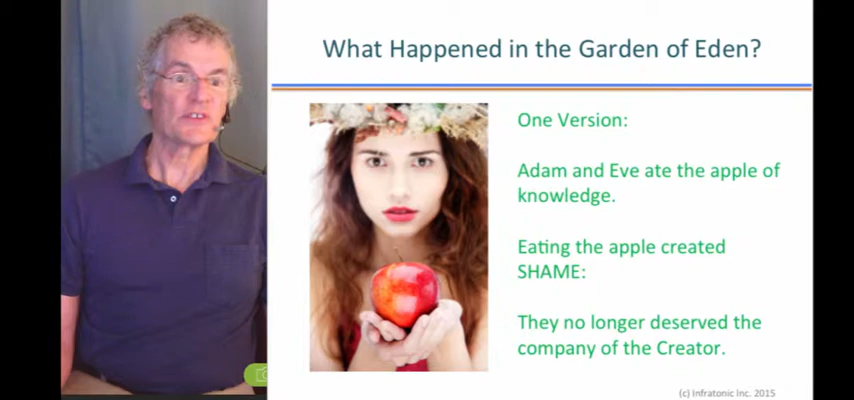 What Happened in the Garden of Eden?
One Version:
Adam and Eve ate the apple of
knowledge.
Eating the apple created
SHAME:
They no longer deserved the
company of the Creator.
(c) Infratonic Inc. 2015